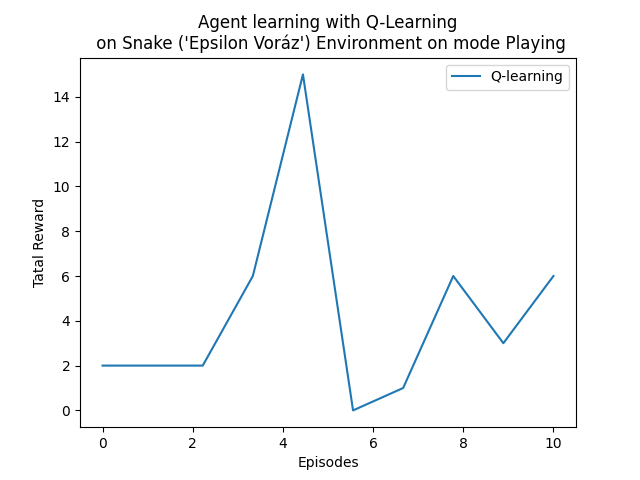 Agent learning with Q-Learning
on Snake ('Epsilon Voráz') Environment on mode Playing
Q-learning
14
12
10
8
6
4
2
0
Tatal Reward
0 2 4 6 8 10
Episodes